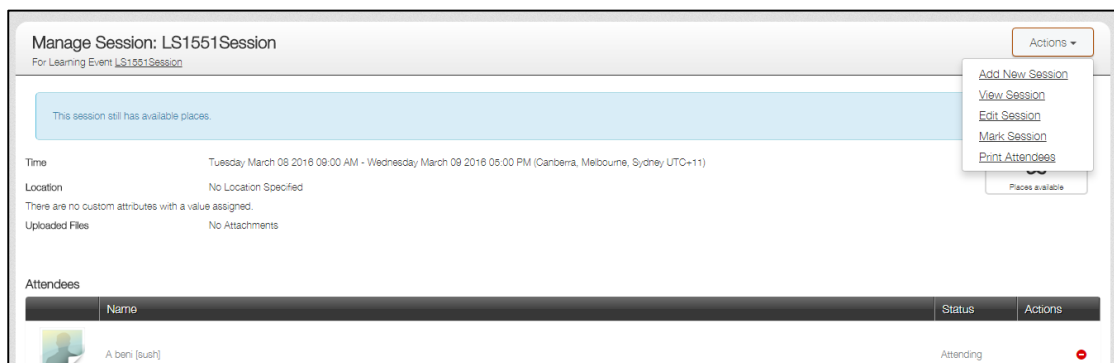 Manage Session: LS1551Session
Actions
For Learning Event LS1551Session
Add New Session
View Session
Edit Session
Mark Session
Print Attendees
This session still has available places.
Time Tuesday March 08 2016 09:00 AM - Wednesday March 09 2016 05:00 PM (Canberra, Melbourne, Sydney UTC+11)
Places available
Location No Location Specified
There are no custom attributes with a value assigned.
Uploaded Files No Attachments
Attendees
Name Status Actions
A beni [sush] Attending